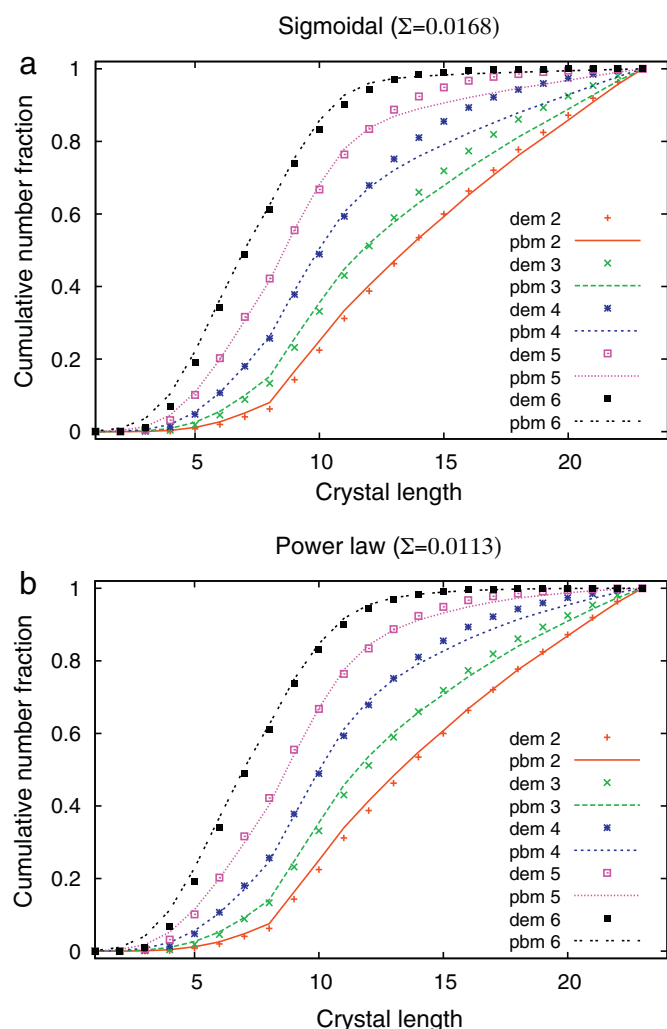 Sigmoidal (Σ=0.0168)
a
1
0.8
0.6
0.4
0.2
0
Cumulative number fraction
dem 2
pbm 2
dem 3
pbm 3
dem 4
pbm 4
dem 5
pbm 5
dem 6
pbm 6
5 10 15 20
Crystal length
Power law (Σ=0.0113)
b
1
0.8
0.6
0.4
0.2
0
Cumulative number fraction
dem 2
pbm 2
dem 3
pbm 3
dem 4
pbm 4
dem 5
pbm 5
dem 6
pbm 6
5 10 15 20
Crystal length